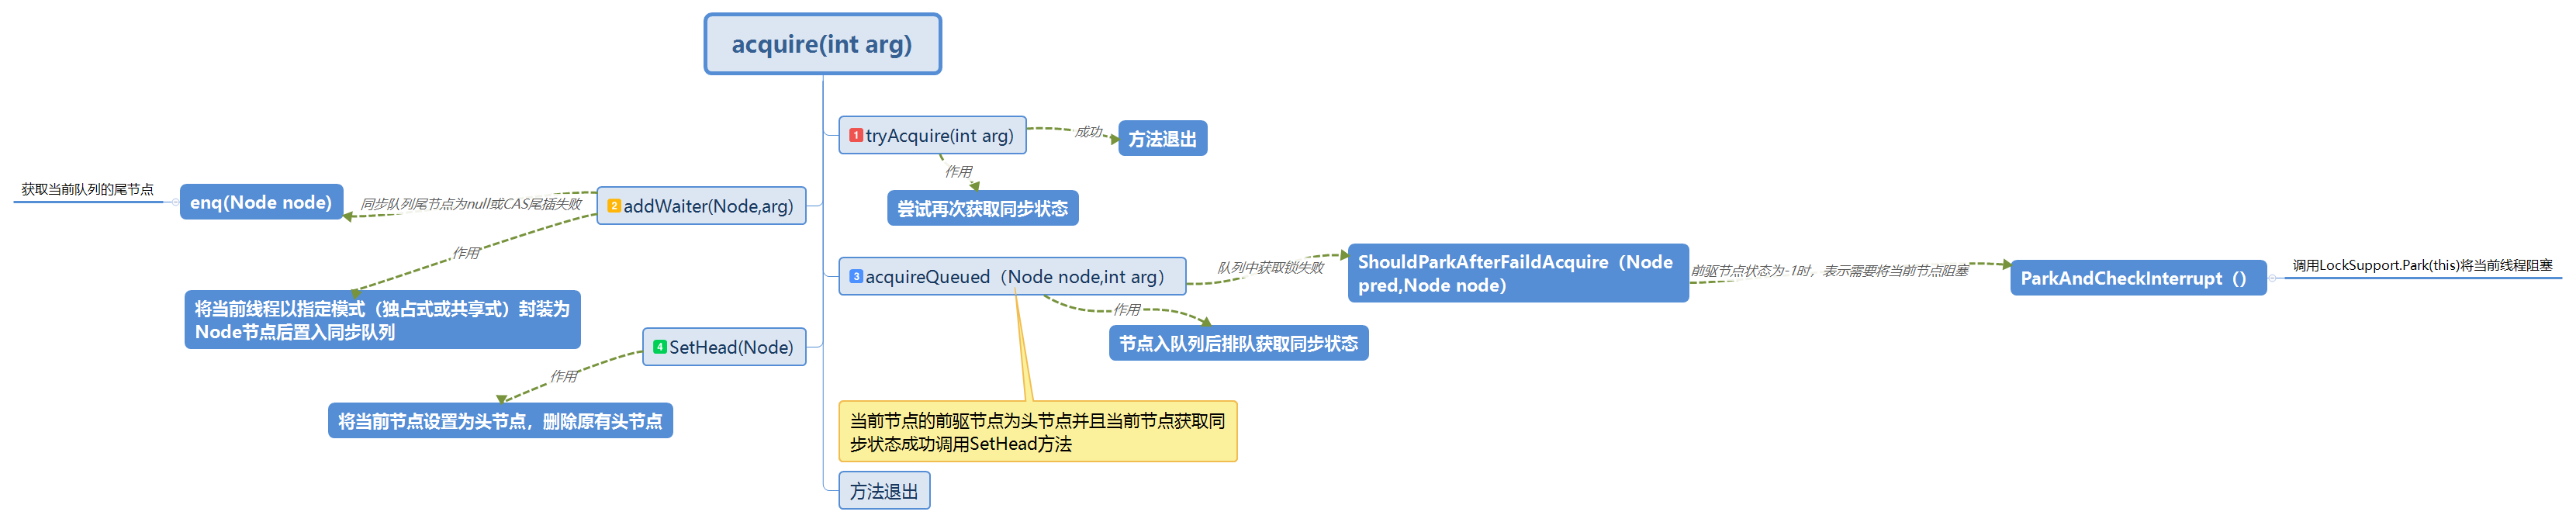 acquire(int arg)
1 tryAcquire(int arg)
成功
方法退出
作用
尝试再次获取同步状态
2 addWaiter(Node,arg)
同步队列尾节点为null或CAS尾插失败
enq(Node node)
获取当前队列的尾节点
作用
将当前线程以指定模式（独占式或共享式）封装为
Node节点后置入同步队列
3 acquireQueued（Node node,int arg）
队列中获取锁失败
ShouldParkAfterFaildAcquire（Node
pred,Node node）
前驱节点状态为-1时，表示需要将当前节点阻塞
ParkAndCheckInterrupt（）
调用LockSupport.Park(this)将当前线程阻塞
作用
节点入队列后排队获取同步状态
4 SetHead(Node)
作用
将当前节点设置为头节点，删除原有头节点
当前节点的前驱节点为头节点并且当前节点获取同
步状态成功调用SetHead方法
方法退出